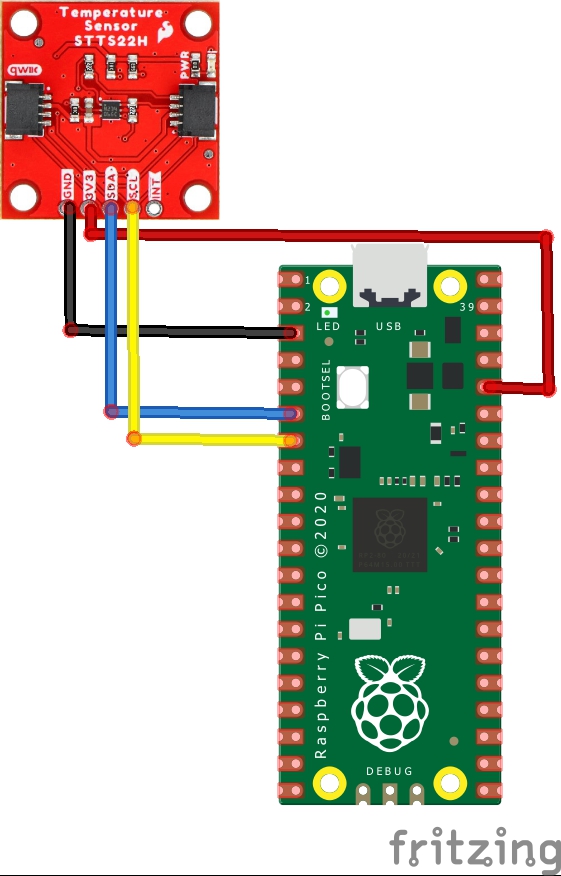 Temperature
Sensor
STTS22H
qwiic
PWR
GND
3V3
SDA
SCL
INT
1
2
39
LED
USB
BOOTSEL
Raspberry Pi Pico ©2020
DEBUG
fritzing